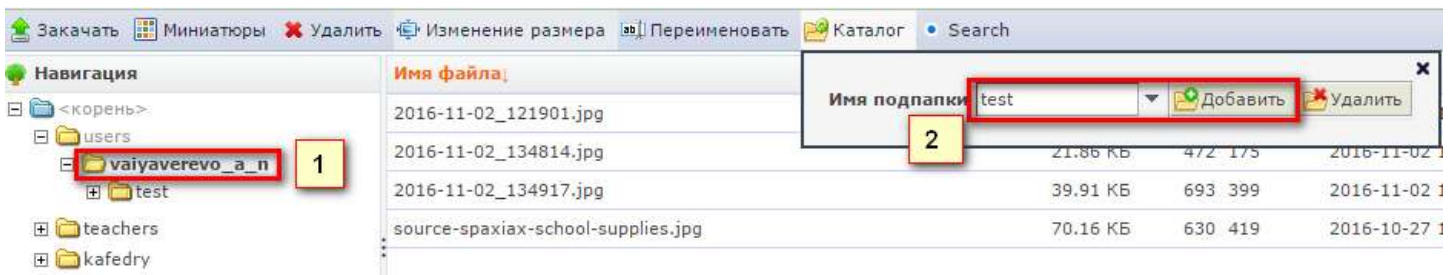 Закачать Миниатюры Удалить Изменение размера Переименовать Каталог Search
Навигация
Имя файла
Имя подпапки test Добавить Удалить
<корень>
users
vaiyaverevo_a_n
test
teachers
kafedry
1
2
2016-11-02_121901.jpg
2016-11-02_134814.jpg 21.86 КБ 472 175 2016-11-02 1
2016-11-02_134917.jpg 39.91 КБ 693 399 2016-11-02 1
source-spaxiax-school-supplies.jpg 70.16 КБ 630 419 2016-10-27 1